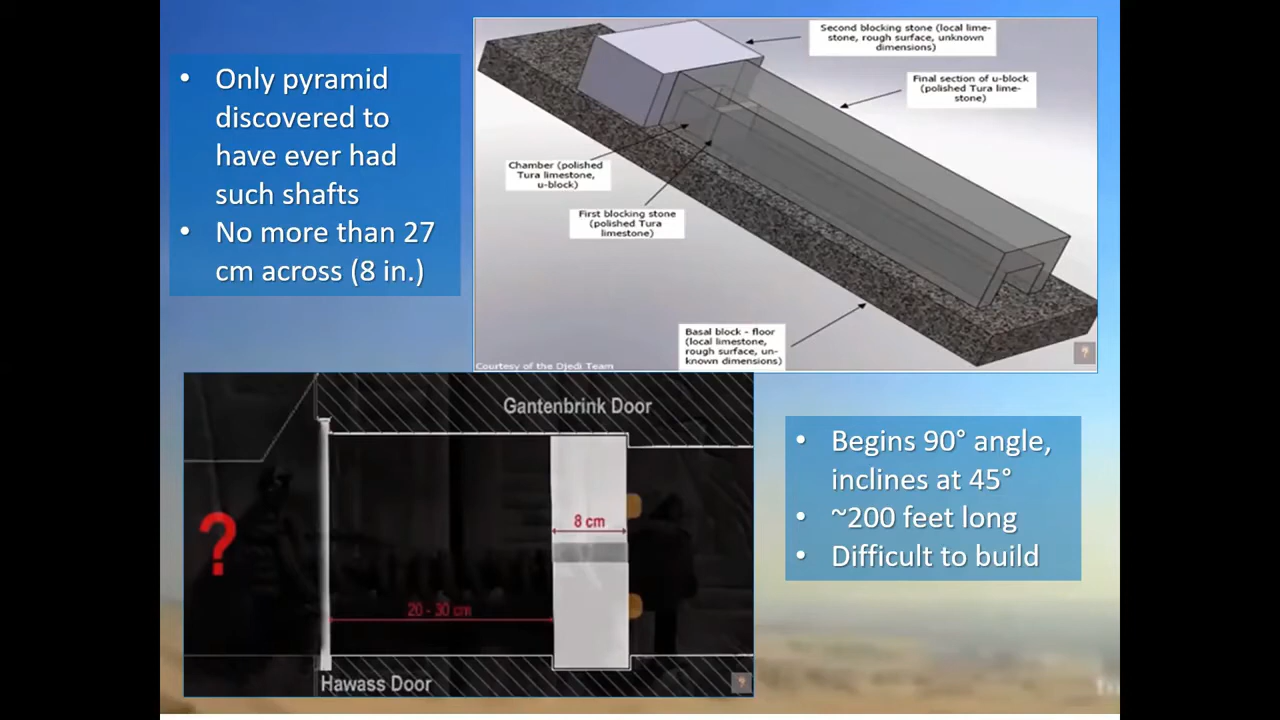 • Only pyramid
discovered to
have ever had
such shafts
• No more than 27
cm across (8 in.)
Second blocking stone (local lime-
stone, rough surface, unknown
dimensions)
Final section of u-block
(polished Tura lime-
stone)
Chamber (polished
Tura limestone,
u-block)
First blocking stone
(polished Tura
limestone)
Basal block - floor
(local limestone,
rough surface, un-
known dimensions)
Courtesy of the Djedi Team
?
Gantenbrink Door
?
8 cm
20 - 30 cm
Hawass Door
?
• Begins 90° angle,
inclines at 45°
• ~200 feet long
• Difficult to build